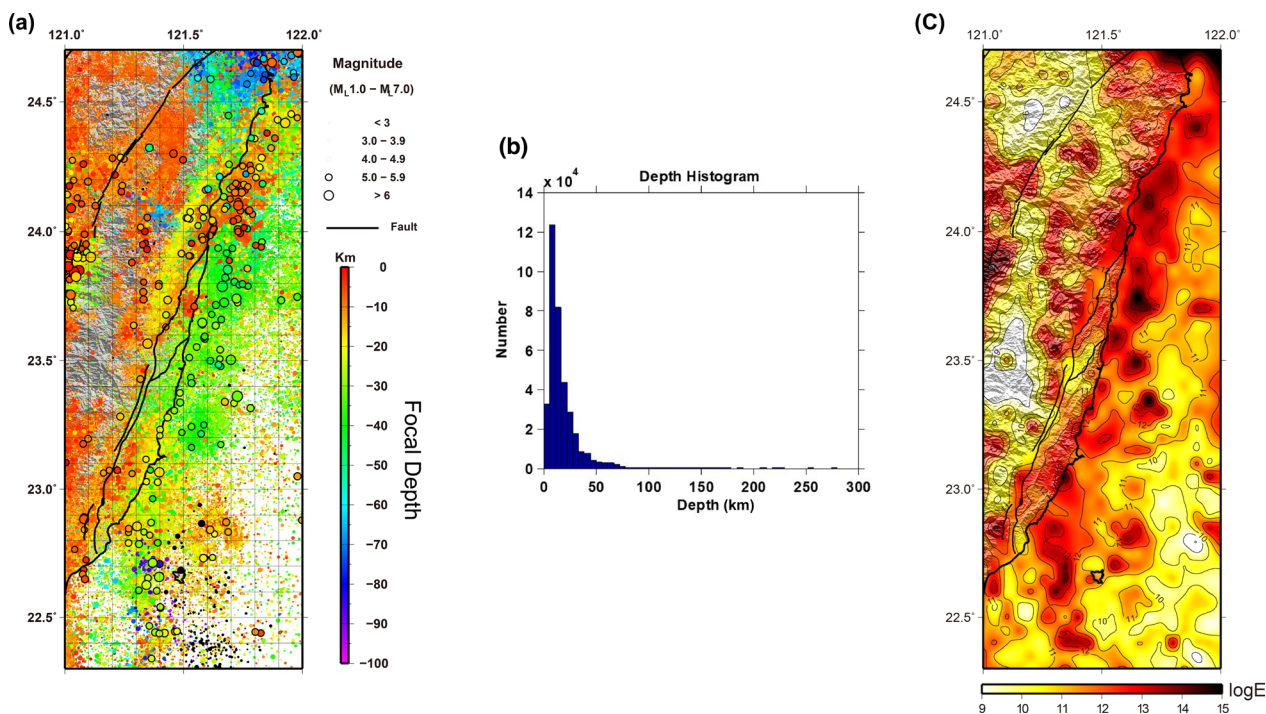 (a)
121.0°
121.5°
122.0°
24.5°
24.0°
23.5°
23.0°
22.5°
Magnitude
(ML1.0 − ML7.0)
< 3
3.0 − 3.9
4.0 − 4.9
5.0 − 5.9
> 6
Fault
Km
0
−10
−20
−30
−40
−50
−60
−70
−80
−90
−100
Focal Depth
(b)
Depth Histogram
x 10⁴
14
12
10
8
6
4
2
0
Number
0 50 100 150 200 250 300
Depth (km)
(C)
121.0°
121.5°
122.0°
24.5°
24.0°
23.5°
23.0°
22.5°
9 10 11 12 13 14 15
logE